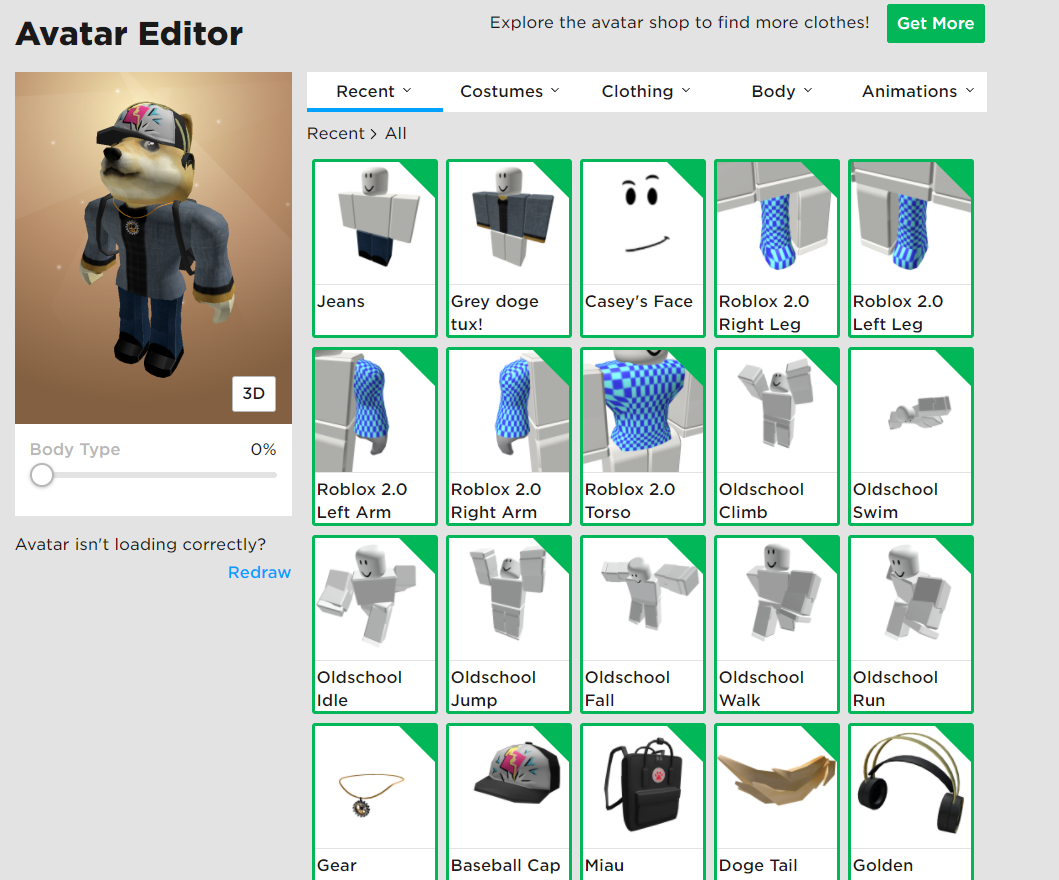 Avatar Editor
Explore the avatar shop to find more clothes!
Get More
Recent
Costumes
Clothing
Body
Animations
Recent > All
3D
Body Type
0%
Avatar isn't loading correctly?
Redraw
Jeans
Grey doge
tux!
Casey's Face
Roblox 2.0
Right Leg
Roblox 2.0
Left Leg
Roblox 2.0
Left Arm
Roblox 2.0
Right Arm
Roblox 2.0
Torso
Oldschool
Climb
Oldschool
Swim
Oldschool
Idle
Oldschool
Jump
Oldschool
Fall
Oldschool
Walk
Oldschool
Run
Gear
Baseball Cap
Miau
Doge Tail
Golden